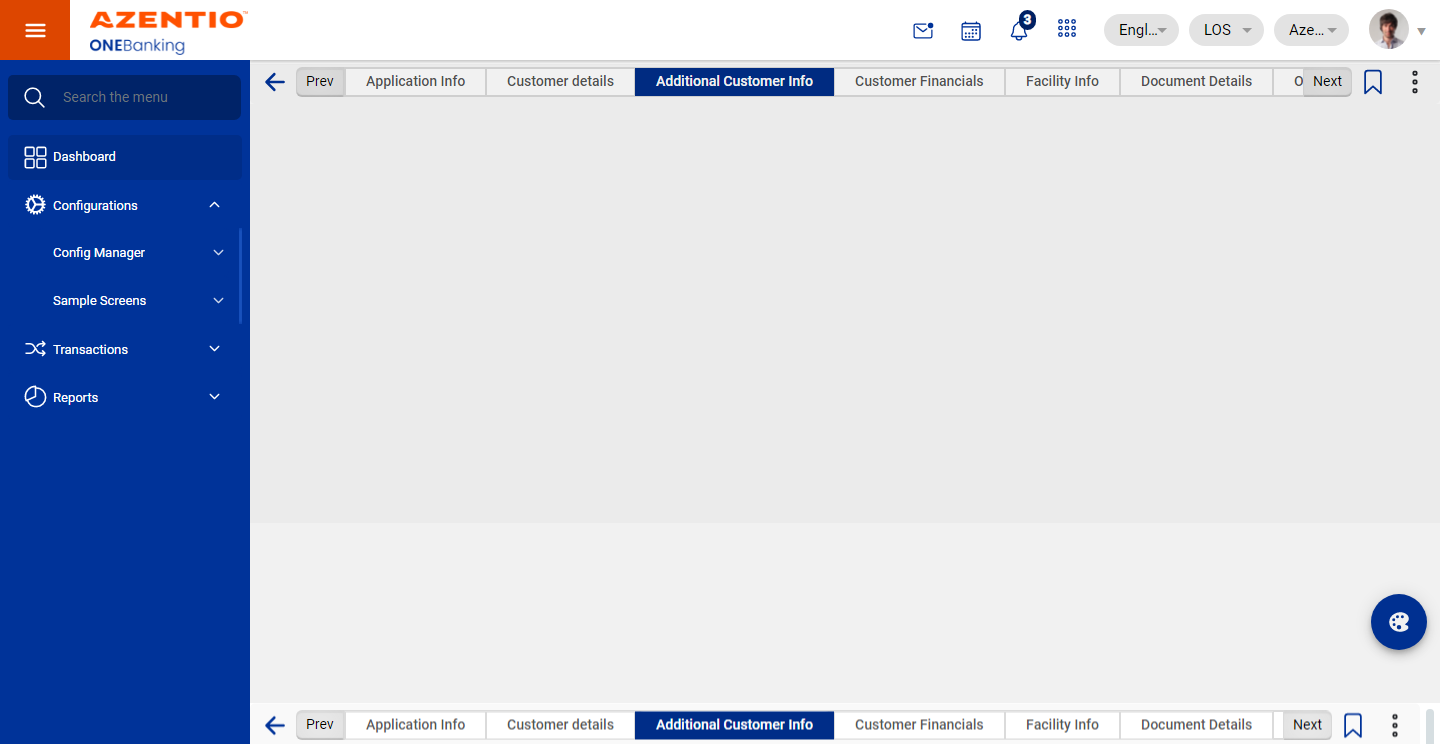 AZENTIO™
ONEBanking
3
Engl...
LOS
Aze...
Search the menu
Dashboard
Configurations
Config Manager
Sample Screens
Transactions
Reports
Prev Application Info Customer details Additional Customer Info Customer Financials Facility Info Document Details O Next
Prev Application Info Customer details Additional Customer Info Customer Financials Facility Info Document Details Next